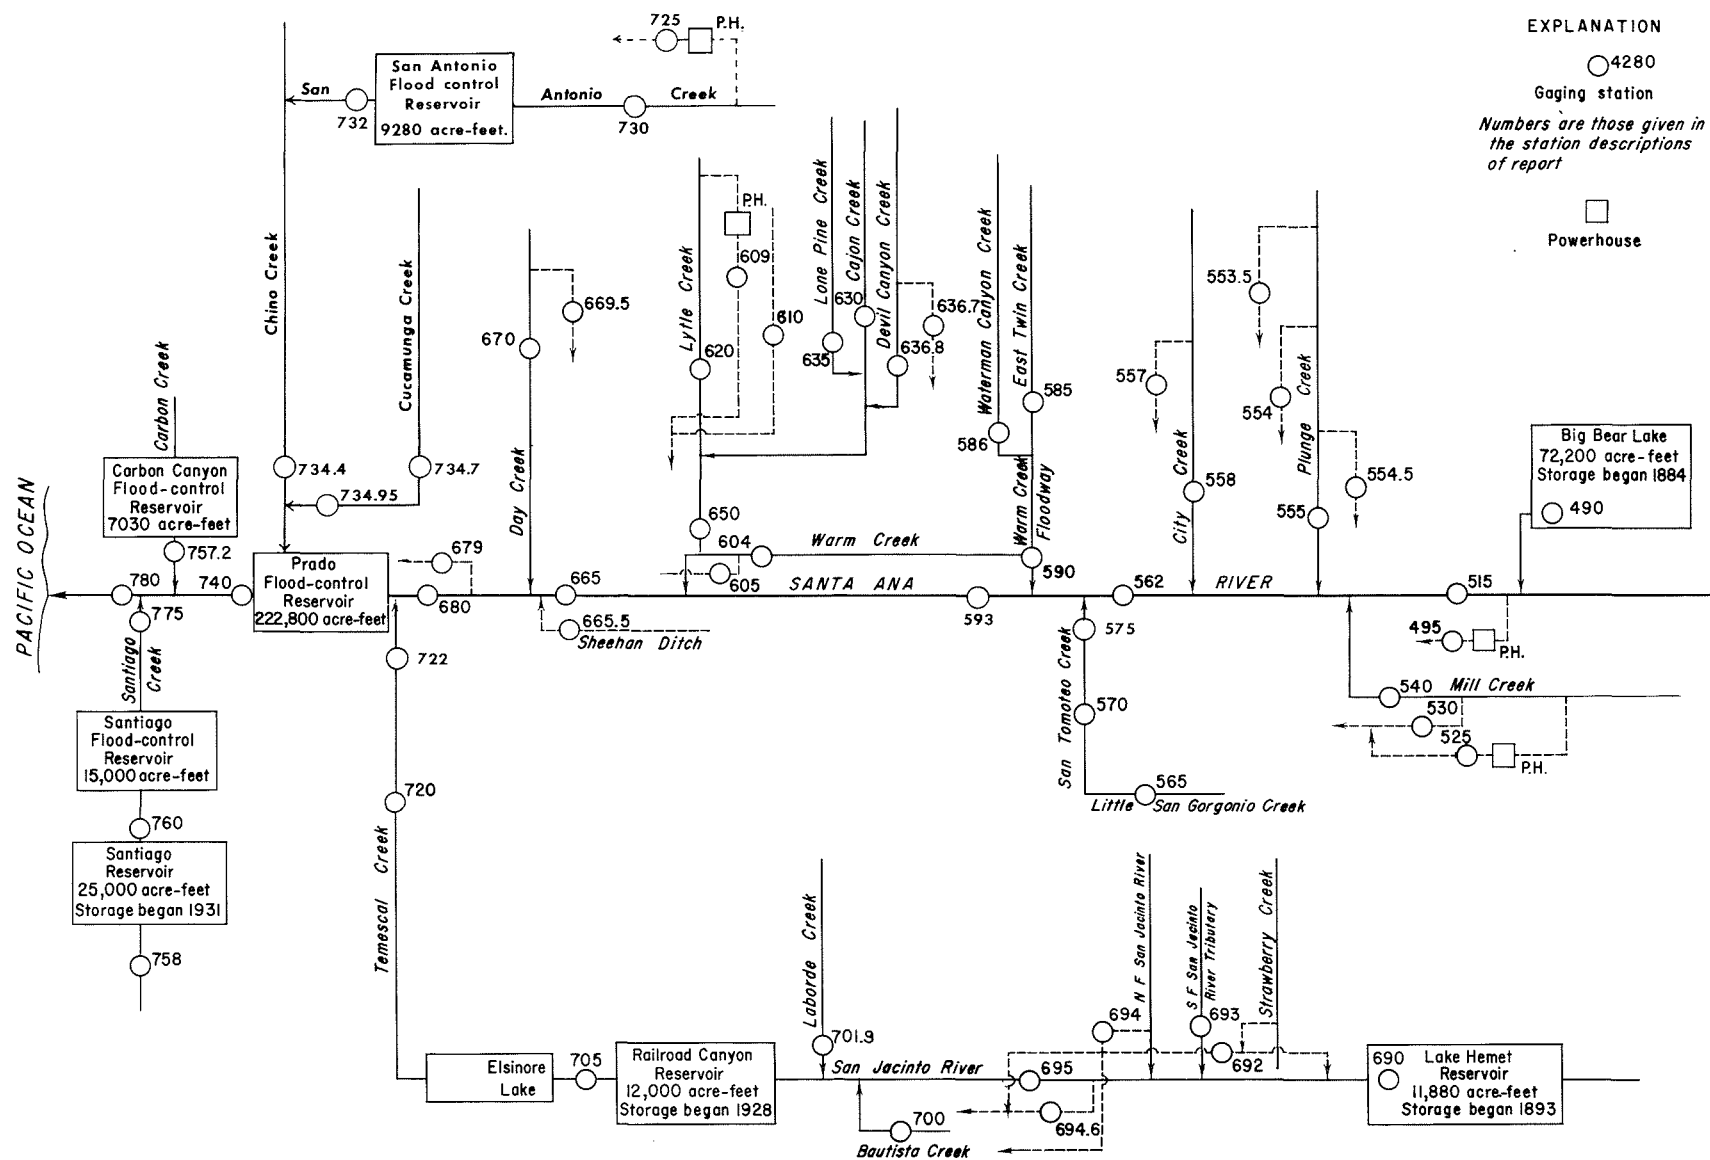 EXPLANATION
4280
Gaging station
Numbers are those given in
the station descriptions
of report
Powerhouse
725
P.H.
San Antonio
Flood control
Reservoir
9280 acre-feet.
San
732
Antonio
Creek
730
Chino Creek
Cucamunga Creek
734.4
734.7
734.95
670
669.5
Day Creek
Lytle Creek
P.H.
609
610
620
650
Lone Pine Creek
Cajon Creek
Devil Canyon Creek
630
635
636.7
636.8
Waterman Canyon Creek
East Twin Creek
585
586
Warm Creek
Floodway
557
City Creek
558
553.5
554
Plunge Creek
554.5
555
Big Bear Lake
72,200 acre-feet
Storage began 1884
490
Carbon Creek
Carbon Canyon
Flood-control
Reservoir
7030 acre-feet
757.2
PACIFIC OCEAN
780
740
775
Prado
Flood-control
Reservoir
222,800 acre-feet
679
680
665
604
Warm Creek
605
590
SANTA ANA
RIVER
593
562
515
665.5
Sheehan Ditch
575
San Tomoteo Creek
570
565
Little San Gorgonio Creek
495
P.H.
540
Mill Creek
530
525
P.H.
Santiago
Creek
Santiago
Flood-control
Reservoir
15,000 acre-feet
760
Santiago
Reservoir
25,000 acre-feet
Storage began 1931
758
722
720
Temescal Creek
Elsinore
Lake
705
Railroad Canyon
Reservoir
12,000 acre-feet
Storage began 1928
Laborde Creek
701.9
San Jacinto River
700
Bautista Creek
695
694
694.6
N F San Jacinto River
S F San Jacinto
River Tributary
693
692
Strawberry Creek
690
Lake Hemet
Reservoir
11,880 acre-feet
Storage began 1893